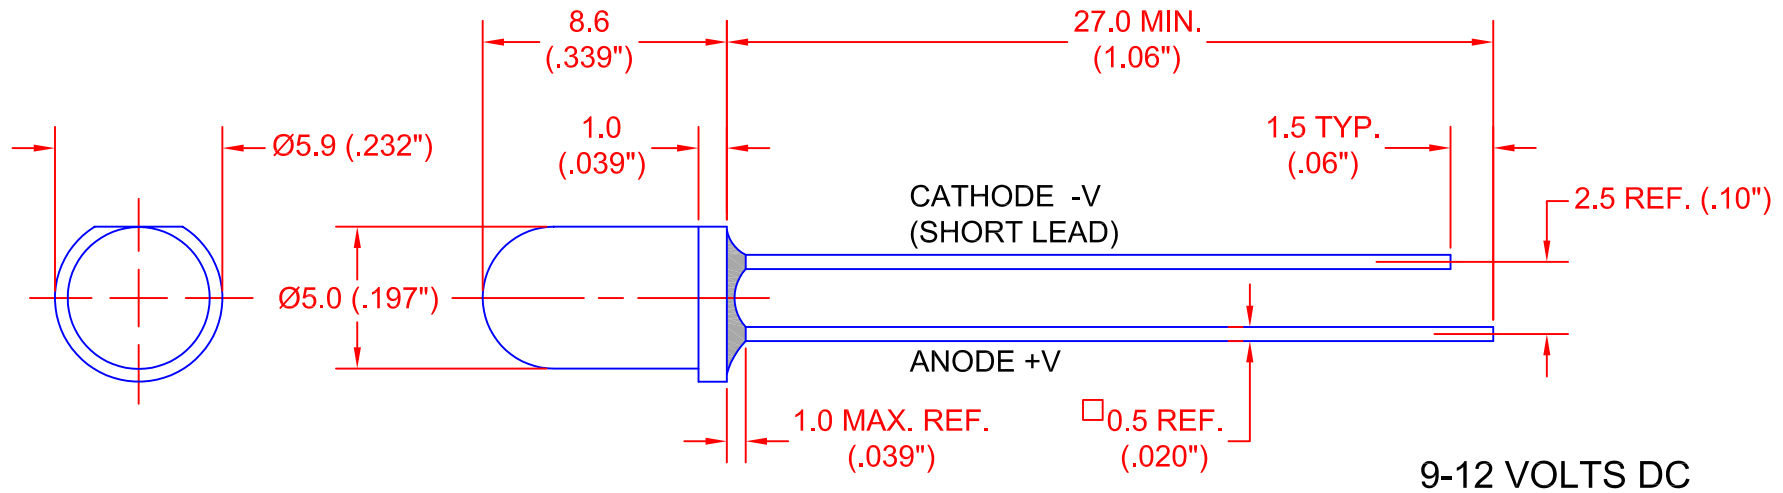 8.6
(.339")
27.0 MIN.
(1.06")
Ø5.9 (.232")
1.0
(.039")
1.5 TYP.
(.06")
CATHODE -V
(SHORT LEAD)
2.5 REF. (.10")
Ø5.0 (.197")
ANODE +V
1.0 MAX. REF.
(.039")
□0.5 REF.
(.020")
9-12 VOLTS DC